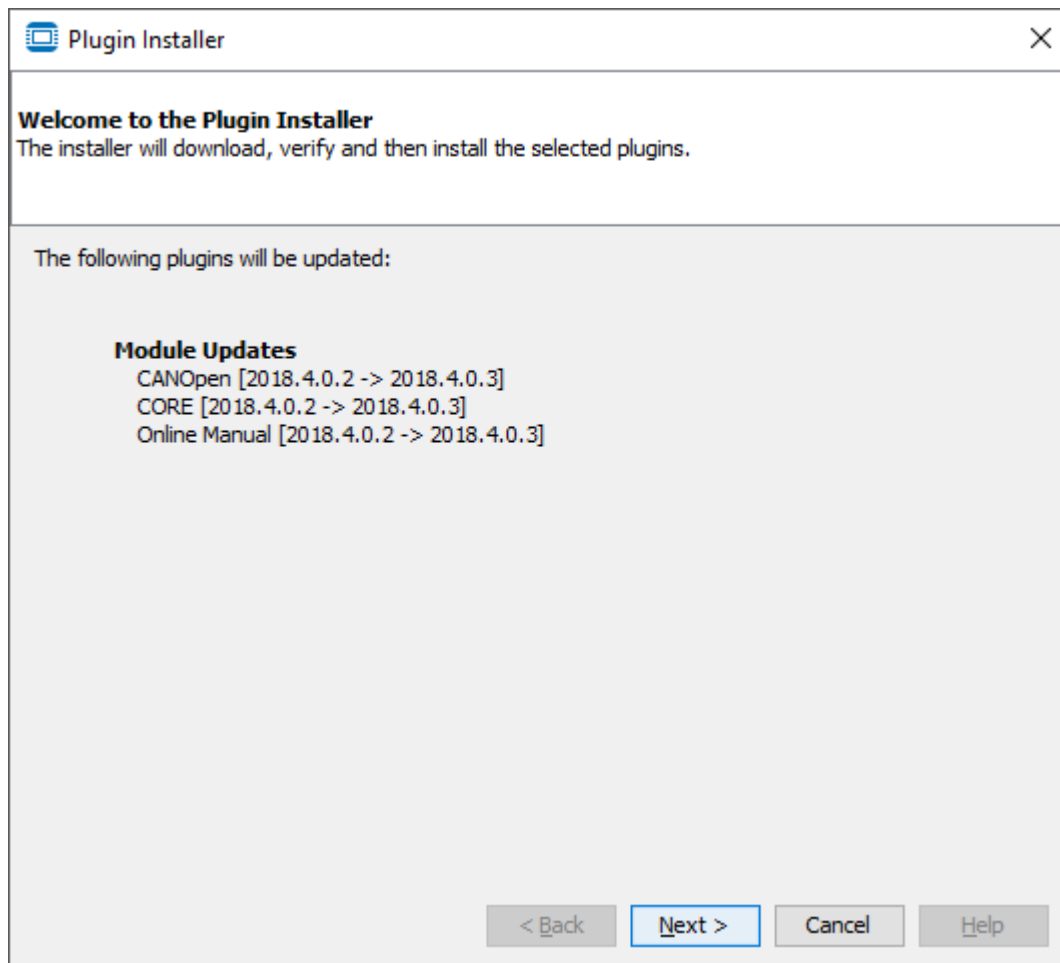 Plugin Installer
Welcome to the Plugin Installer
The installer will download, verify and then install the selected plugins.
The following plugins will be updated:
Module Updates
CANOpen [2018.4.0.2 -> 2018.4.0.3]
CORE [2018.4.0.2 -> 2018.4.0.3]
Online Manual [2018.4.0.2 -> 2018.4.0.3]
< Back Next > Cancel Help